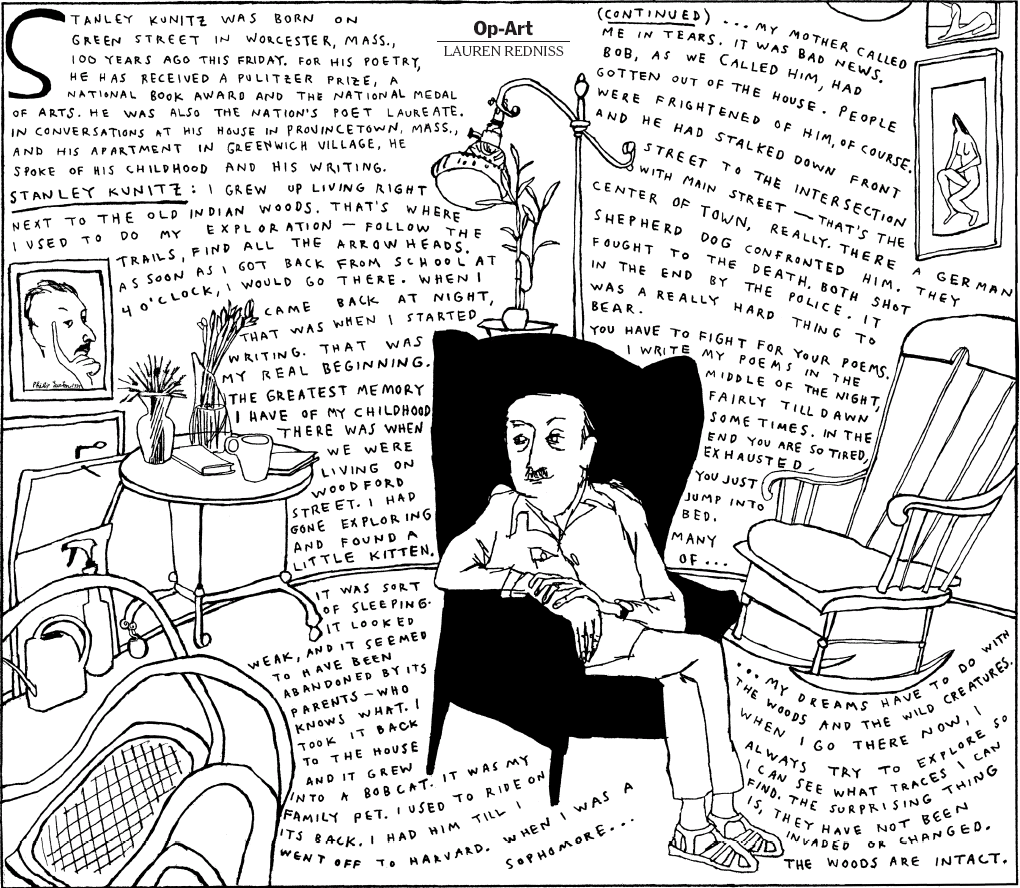 Op-Art
LAUREN REDNISS
STANLEY KUNITZ WAS BORN ON
GREEN STREET IN WORCESTER, MASS.,
100 YEARS AGO THIS FRIDAY. FOR HIS POETRY,
HE HAS RECEIVED A PULITZER PRIZE, A
NATIONAL BOOK AWARD AND THE NATIONAL MEDAL
OF ARTS. HE WAS ALSO THE NATION'S POET LAUREATE.
IN CONVERSATIONS AT HIS HOUSE IN PROVINCETOWN, MASS.,
AND HIS APARTMENT IN GREENWICH VILLAGE, HE
SPOKE OF HIS CHILDHOOD AND HIS WRITING.
STANLEY KUNITZ: I GREW UP LIVING RIGHT
NEXT TO THE OLD INDIAN WOODS. THAT'S WHERE
I USED TO DO MY EXPLORATION — FOLLOW THE
TRAILS, FIND ALL THE ARROWHEADS.
AS SOON AS I GOT BACK FROM SCHOOL AT
4 O'CLOCK, I WOULD GO THERE. WHEN I
CAME BACK AT NIGHT,
THAT WAS WHEN I STARTED
WRITING. THAT WAS
MY REAL BEGINNING.
THE GREATEST MEMORY
I HAVE OF MY CHILDHOOD
THERE WAS WHEN
WE WERE
LIVING ON
WOODFORD
STREET. I HAD
GONE EXPLORING
AND FOUND A
LITTLE KITTEN.
IT WAS SORT
OF SLEEPING.
IT LOOKED
WEAK, AND IT SEEMED
TO HAVE BEEN
ABANDONED BY ITS
PARENTS — WHO
KNOWS WHAT. I
TOOK IT BACK
TO THE HOUSE
AND IT GREW
INTO A BOBCAT. IT WAS MY
FAMILY PET. I USED TO RIDE ON
ITS BACK. I HAD HIM TILL I
WENT OFF TO HARVARD. WHEN I WAS A
SOPHOMORE...
(CONTINUED) ...MY MOTHER CALLED
ME IN TEARS. IT WAS BAD NEWS.
BOB, AS WE CALLED HIM, HAD
GOTTEN OUT OF THE HOUSE. PEOPLE
WERE FRIGHTENED OF HIM, OF COURSE.
AND HE HAD STALKED DOWN FRONT
STREET TO THE INTERSECTION
WITH MAIN STREET — THAT'S THE
CENTER OF TOWN, REALLY. THERE A GERMAN
SHEPHERD DOG CONFRONTED HIM. THEY
FOUGHT TO THE DEATH. BOTH SHOT
IN THE END BY THE POLICE. IT
WAS A REALLY HARD THING TO
BEAR.
YOU HAVE TO FIGHT FOR YOUR POEMS.
I WRITE MY POEMS IN THE
MIDDLE OF THE NIGHT,
FAIRLY TILL DAWN
SOMETIMES. IN THE
END YOU ARE SO TIRED,
EXHAUSTED,
YOU JUST
JUMP INTO
BED.
MANY
OF...
...MY DREAMS HAVE TO DO WITH
THE WOODS AND THE WILD CREATURES.
WHEN I GO THERE NOW, I
ALWAYS TRY TO EXPLORE SO
I CAN SEE WHAT TRACES I CAN
FIND. THE SURPRISING THING
IS, THEY HAVE NOT BEEN
INVADED OR CHANGED.
THE WOODS ARE INTACT.